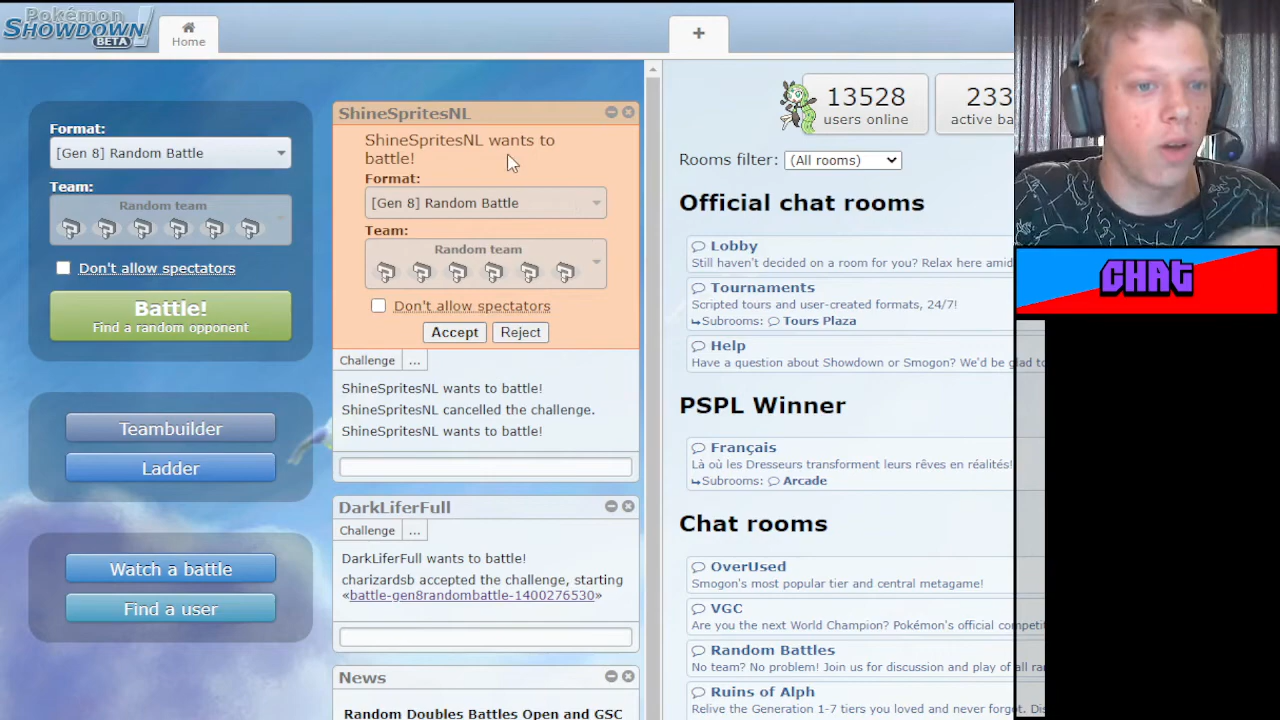 Pokémon
SHOWDOWN!
BETA
Home
+
Format:
[Gen 8] Random Battle
Team:
Random team
Don't allow spectators
Battle!
Find a random opponent
Teambuilder
Ladder
Watch a battle
Find a user
ShineSpritesNL
ShineSpritesNL wants to
battle!
Format:
[Gen 8] Random Battle
Team:
Random team
Don't allow spectators
Accept
Reject
Challenge
...
ShineSpritesNL wants to battle!
ShineSpritesNL cancelled the challenge.
ShineSpritesNL wants to battle!
DarkLiferFull
Challenge
...
DarkLiferFull wants to battle!
charizardsb accepted the challenge, starting
«battle-gen8randombattle-1400276530»
News
Random Doubles Battles Open and GSC
13528
users online
233
active ba
Rooms filter: (All rooms)
Official chat rooms
Lobby
Still haven't decided on a room for you? Relax here amid
Tournaments
Scripted tours and user-created formats, 24/7!
↳Subrooms: Tours Plaza
Help
Have a question about Showdown or Smogon? We'd be glad to
PSPL Winner
Français
Là où les Dresseurs transforment leurs rêves en réalités!
↳Subrooms: Arcade
Chat rooms
OverUsed
Smogon's most popular tier and central metagame!
VGC
Are you the next World Champion? Pokémon's official competit
Random Battles
No team? No problem! Join us for discussion and play of all ran
Ruins of Alph
Relive the Generation 1-7 tiers you loved and never forgot. Dis
CHAT